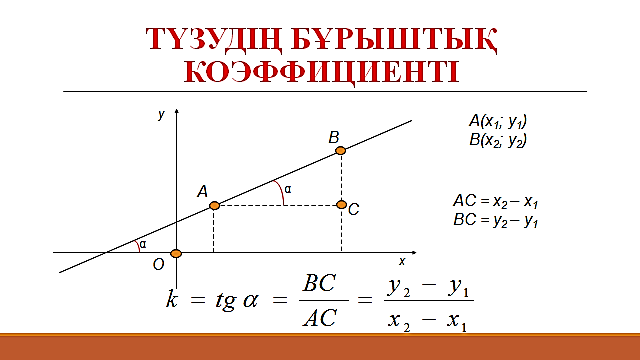 ТҮЗУДІҢ БҰРЫШТЫҚ
КОЭФФИЦИЕНТІ
y
A(x₁; y₁)
B(x₂; y₂)
B
A
α
C
AC = x₂ – x₁
BC = y₂ – y₁
α
O
x
k = tg α = BC / AC = (y₂ − y₁) / (x₂ − x₁)